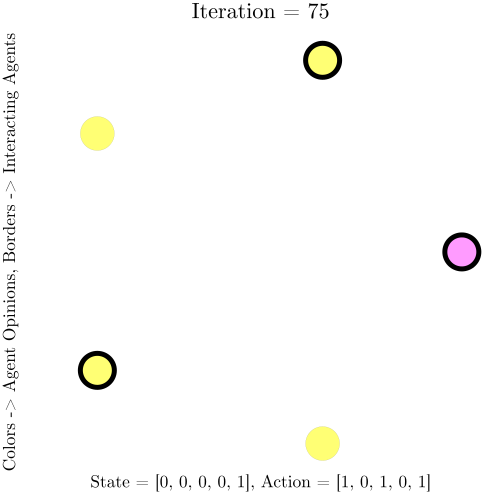 Iteration = 75
Colors -> Agent Opinions, Borders -> Interacting Agents
State = [0, 0, 0, 0, 1], Action = [1, 0, 1, 0, 1]